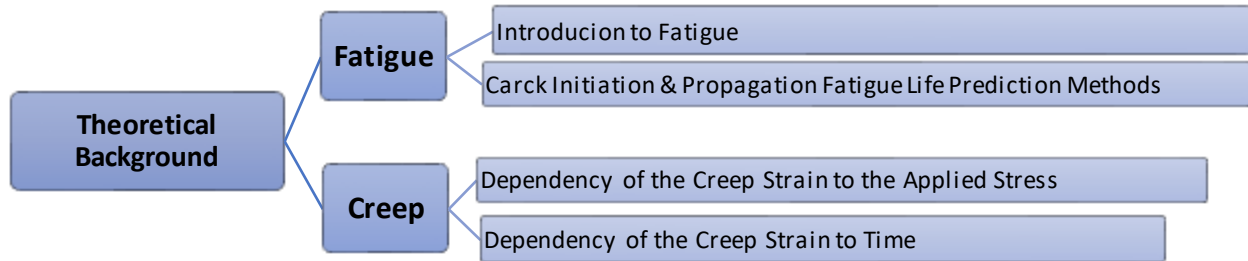 Theoretical
Background
Fatigue
Introducion to Fatigue
Carck Initiation & Propagation Fatigue Life Prediction Methods
Creep
Dependency of the Creep Strain to the Applied Stress
Dependency of the Creep Strain to Time